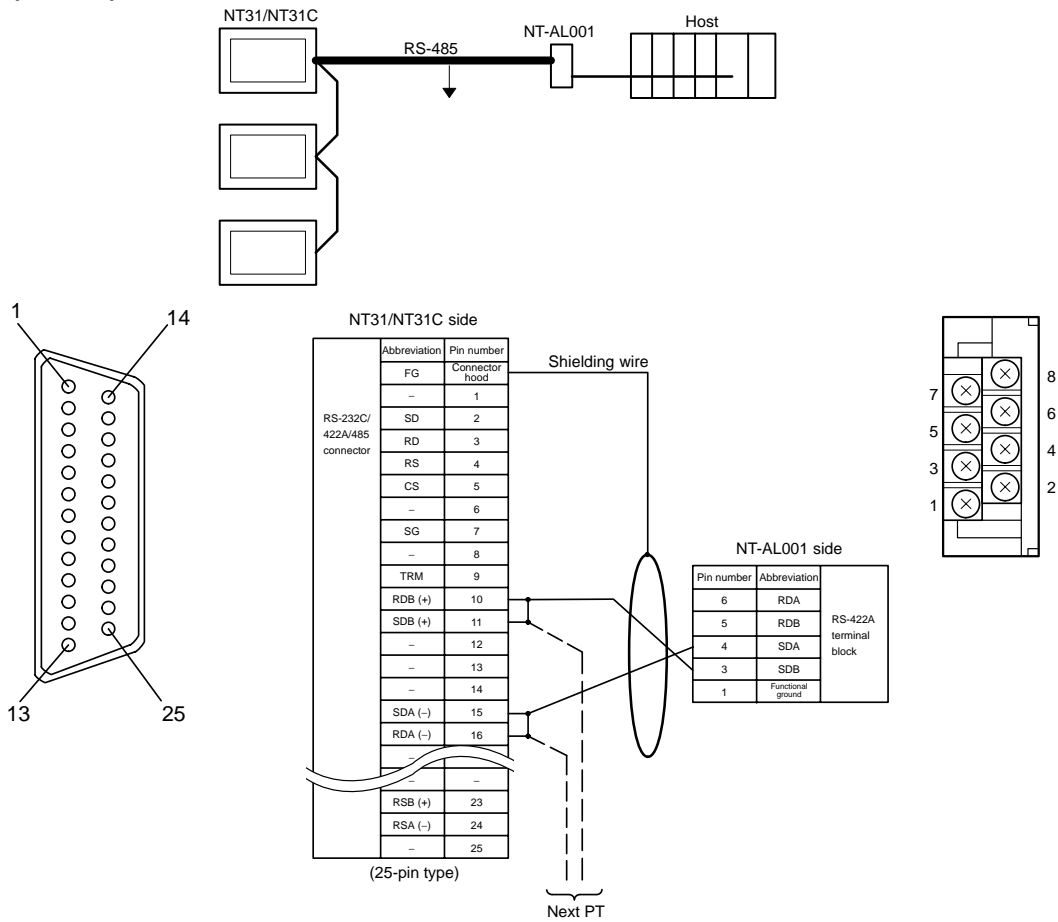 NT31/NT31C
NT-AL001
Host
RS-485
1
14
13
25
NT31/NT31C side
Abbreviation Pin number
FG Connector hood
– 1
SD 2
RD 3
RS 4
CS 5
– 6
SG 7
– 8
TRM 9
RDB (+) 10
SDB (+) 11
– 12
– 13
– 14
SDA (–) 15
RDA (–) 16
–
– –
RSB (+) 23
RSA (–) 24
– 25
RS-232C/
422A/485
connector
(25-pin type)
Shielding wire
Next PT
NT-AL001 side
Pin number Abbreviation
6 RDA
5 RDB
4 SDA
3 SDB
1 Functional ground
RS-422A
terminal
block
8
7
6
5
4
3
2
1